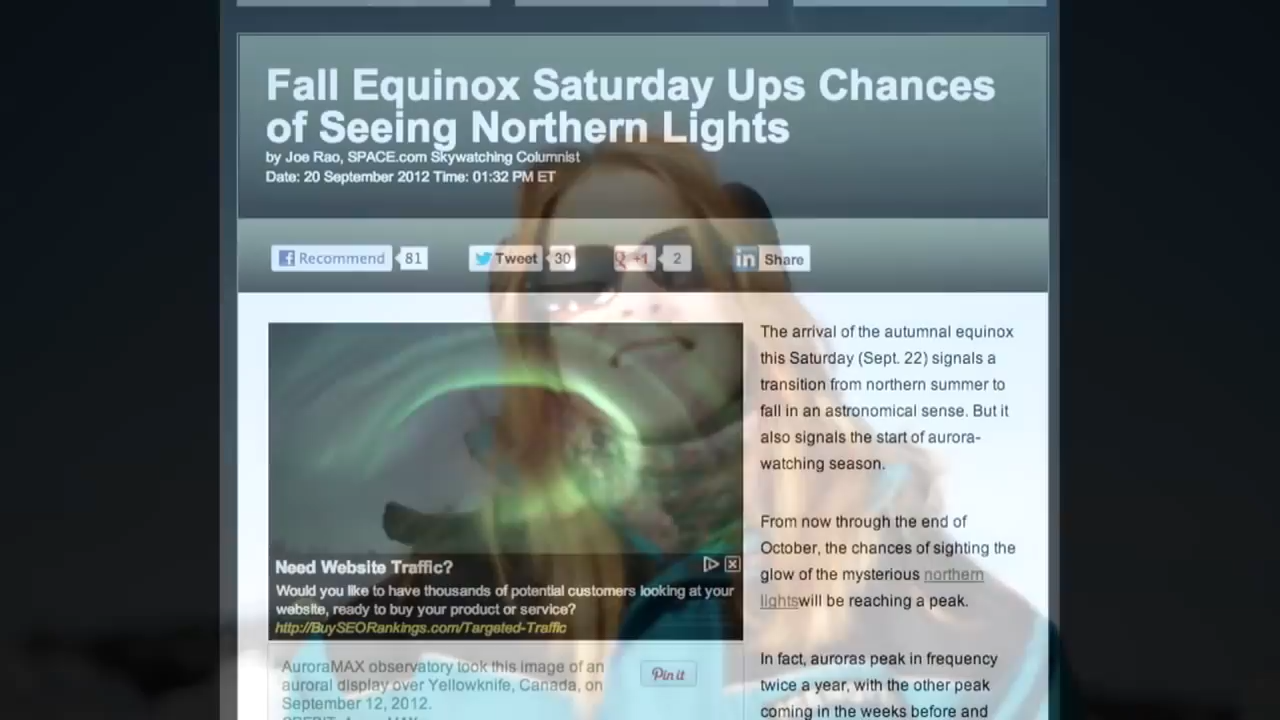 Fall Equinox Saturday Ups Chances
of Seeing Northern Lights
by Joe Rao, SPACE.com Skywatching Columnist
Date: 20 September 2012 Time: 01:32 PM ET
Recommend 81 Tweet 30 +1 2 in Share
The arrival of the autumnal equinox
this Saturday (Sept. 22) signals a
transition from northern summer to
fall in an astronomical sense. But it
also signals the start of aurora-
watching season.
From now through the end of
October, the chances of sighting the
glow of the mysterious northern
lightswill be reaching a peak.
In fact, auroras peak in frequency
twice a year, with the other peak
coming in the weeks before and
Need Website Traffic?
Would you like to have thousands of potential customers looking at your
website, ready to buy your product or service?
http://BuySEORankings.com/Targeted-Traffic
AuroraMAX observatory took this image of an
auroral display over Yellowknife, Canada, on
September 12, 2012.
Pin it